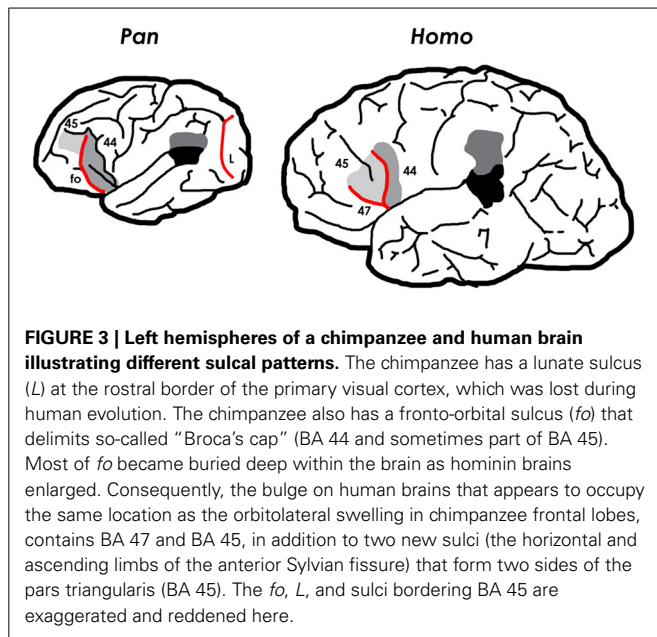 Pan Homo
45
44
fo
L
45
44
47
FIGURE 3 | Left hemispheres of a chimpanzee and human brain
illustrating different sulcal patterns. The chimpanzee has a lunate sulcus
(L) at the rostral border of the primary visual cortex, which was lost during
human evolution. The chimpanzee also has a fronto-orbital sulcus (fo) that
delimits so-called “Broca’s cap” (BA 44 and sometimes part of BA 45).
Most of fo became buried deep within the brain as hominin brains
enlarged. Consequently, the bulge on human brains that appears to occupy
the same location as the orbitolateral swelling in chimpanzee frontal lobes,
contains BA 47 and BA 45, in addition to two new sulci (the horizontal and
ascending limbs of the anterior Sylvian fissure) that form two sides of the
pars triangularis (BA 45). The fo, L, and sulci bordering BA 45 are
exaggerated and reddened here.